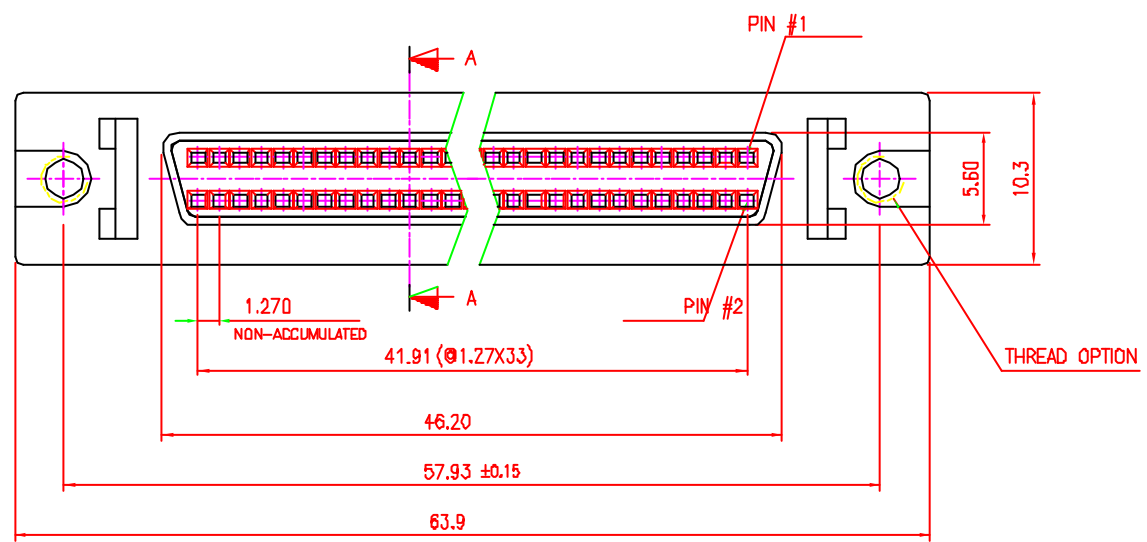 PIN #1
A
5.60
10.3
A
1.270
NON-ACCUMULATED
PIN #2
41.91 (@1.27X33)
THREAD OPTION
46.20
57.93 ±0.15
63.9